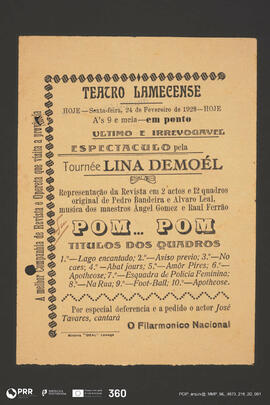 TEATRO LAMECENSE
HOJE—Sexta-feira, 24 de Fevereiro de 1928—HOJE
A's 9 e meia—em ponto
ULTIMO E IRREVOGAVEL
ESPECTACULO pela
Tournée LINA DEMOÉL
Representação da Revista em 2 actos e 12 quadros
original de Pedro Bandeira e Alvaro Leal,
musica dos maestros Angel Gomez e Raul Ferrão
POM... POM
TITULOS DOS QUADROS
1.º—Lago encantado; 2.º—Aviso previo; 3.º—No
caes; 4.º—Abat jours; 5.º—Amôr Pires; 6.º—
Apotheose; 7.º—Esquadra de Policia Feminina;
8.º—Na Rua; 9.º—Foot-Ball; 10.º—Apotheose.
Por especial deferencia e a pedido o actor José
Tavares, cantará
O Filarmonico Nacional
A melhor Companhia de Revista e Opereta que visita a provincia
PRR
360